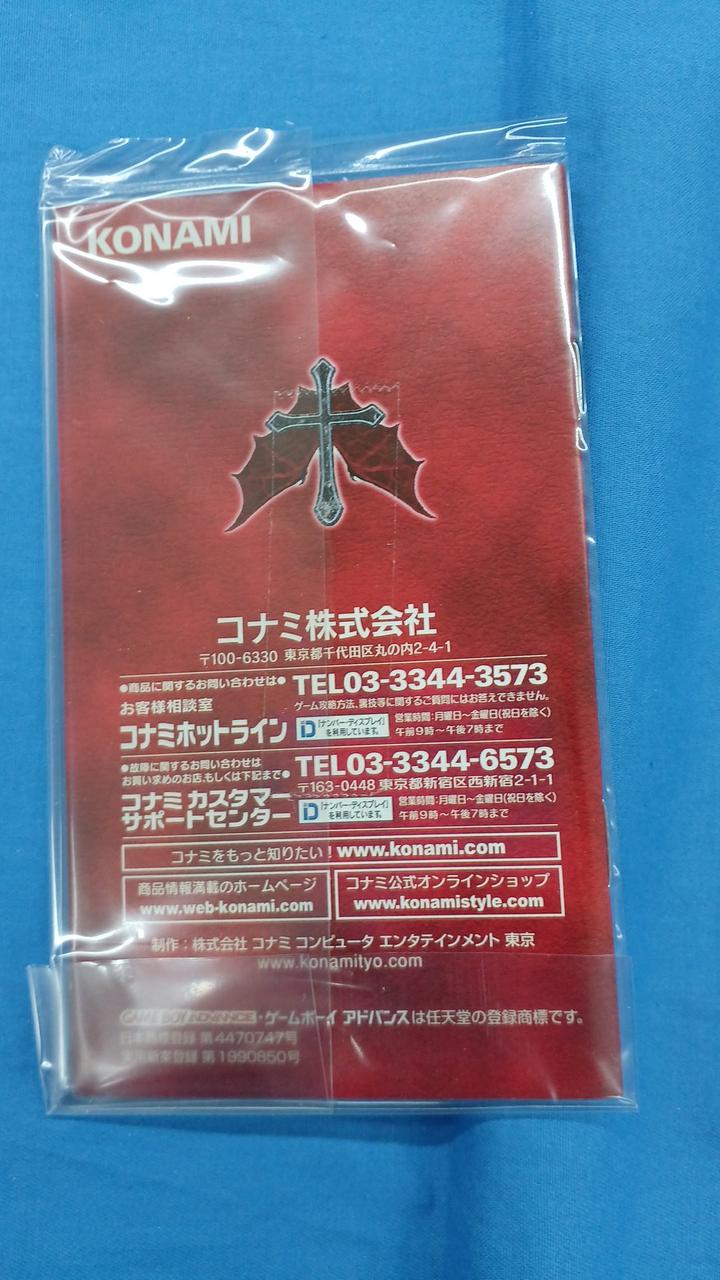 KONAMI
コナミ株式会社
〒100-6330 東京都千代田区丸の内2-4-1
●商品に関するお問い合わせは●
お客様相談室
コナミホットライン
TEL03-3344-3573
ゲーム攻略方法、裏技等に関するご質問にはお答えできません。
D 「ナンバー・ディスプレイ」
を利用しています。
営業時間:月曜日〜金曜日(祝日を除く)
午前9時〜午後7時まで
●故障に関するお問い合わせは
お買い求めのお店、もしくは下記まで●
コナミ カスタマー
サポートセンター
TEL03-3344-6573
〒163-0448 東京都新宿区西新宿2-1-1
D 「ナンバー・ディスプレイ」
を利用しています。
営業時間:月曜日〜金曜日(祝日を除く)
午前9時〜午後7時まで
コナミをもっと知りたい! www.konami.com
商品情報満載のホームページ
www.web-konami.com
コナミ公式オンラインショップ
www.konamistyle.com
制作:株式会社 コナミ コンピュータ エンタテインメント 東京
www.konamityo.com
GAME BOY ADVANCE・ゲームボーイ アドバンスは任天堂の登録商標です。
日本商標登録 第4470747号
実用新案登録 第1990850号